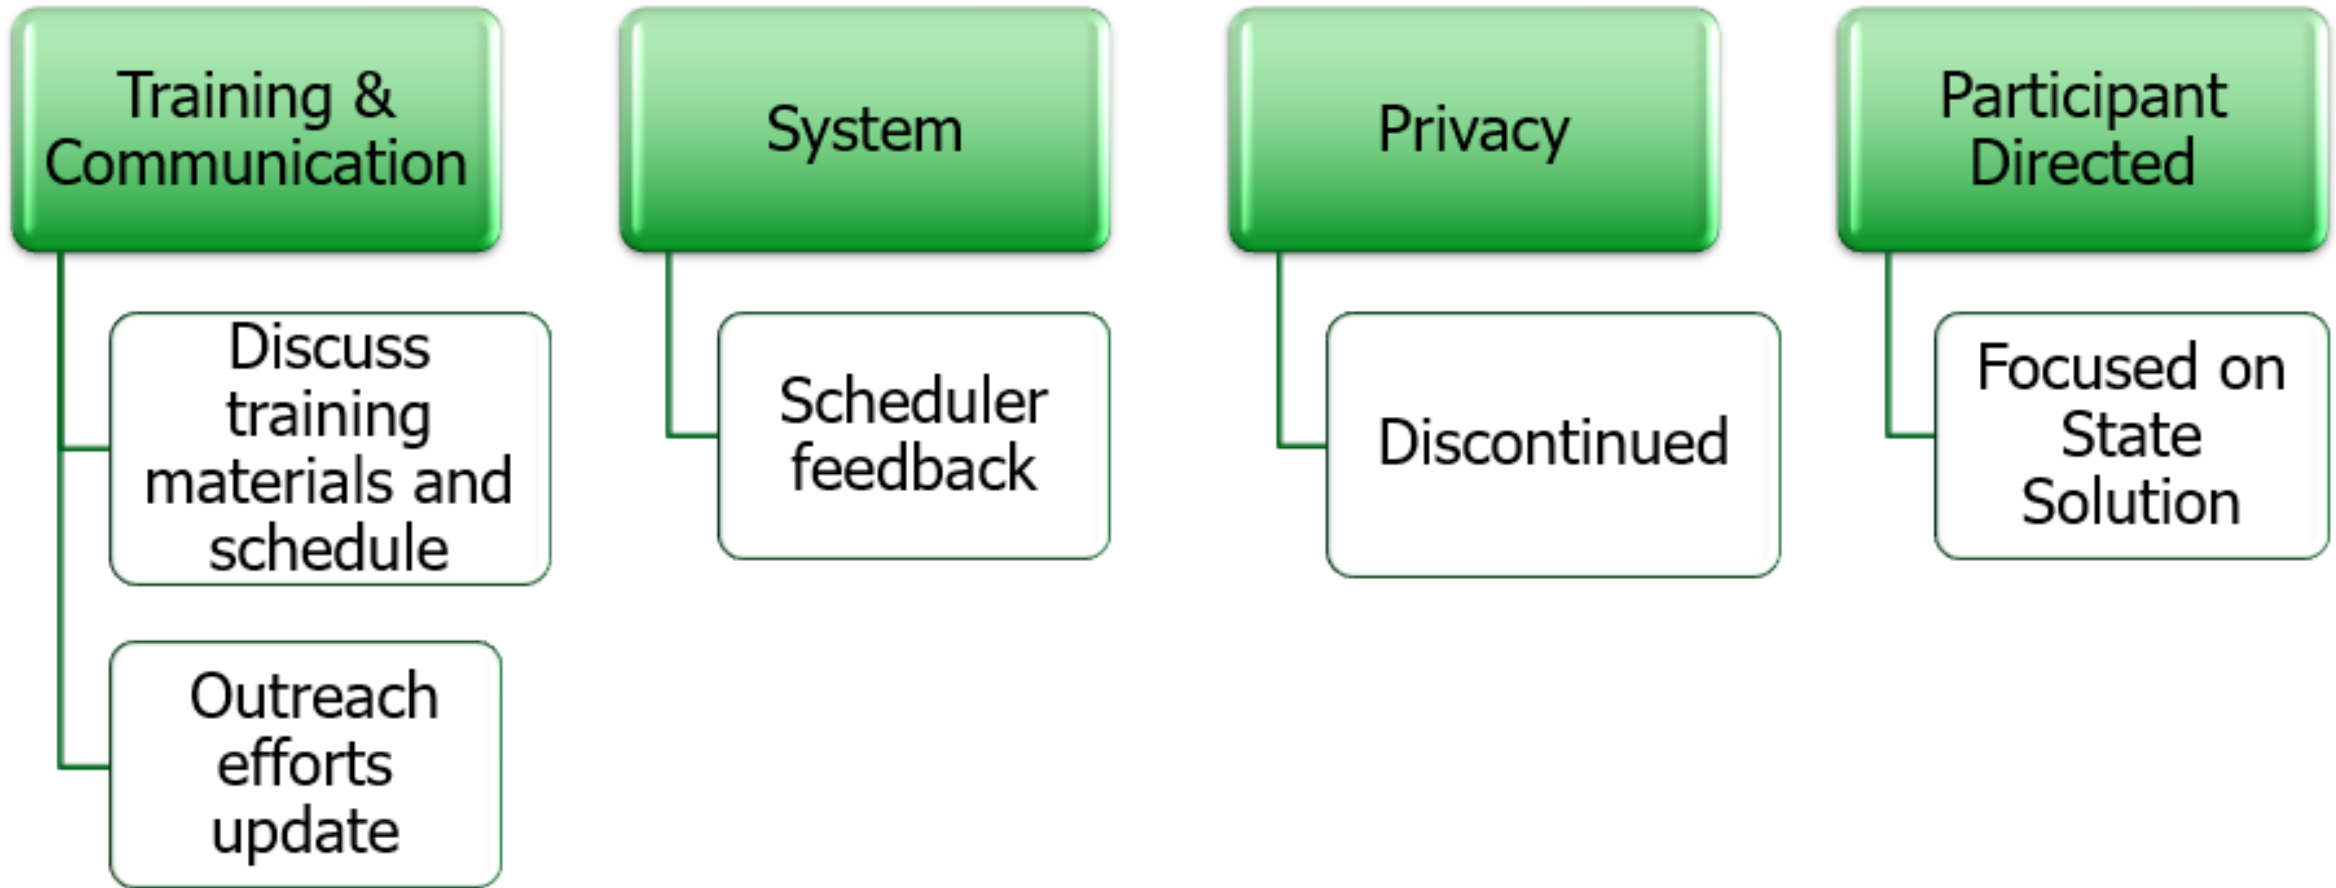 Training &
Communication
Discuss
training
materials and
schedule
Outreach
efforts
update
System
Scheduler
feedback
Privacy
Discontinued
Participant
Directed
Focused on
State
Solution